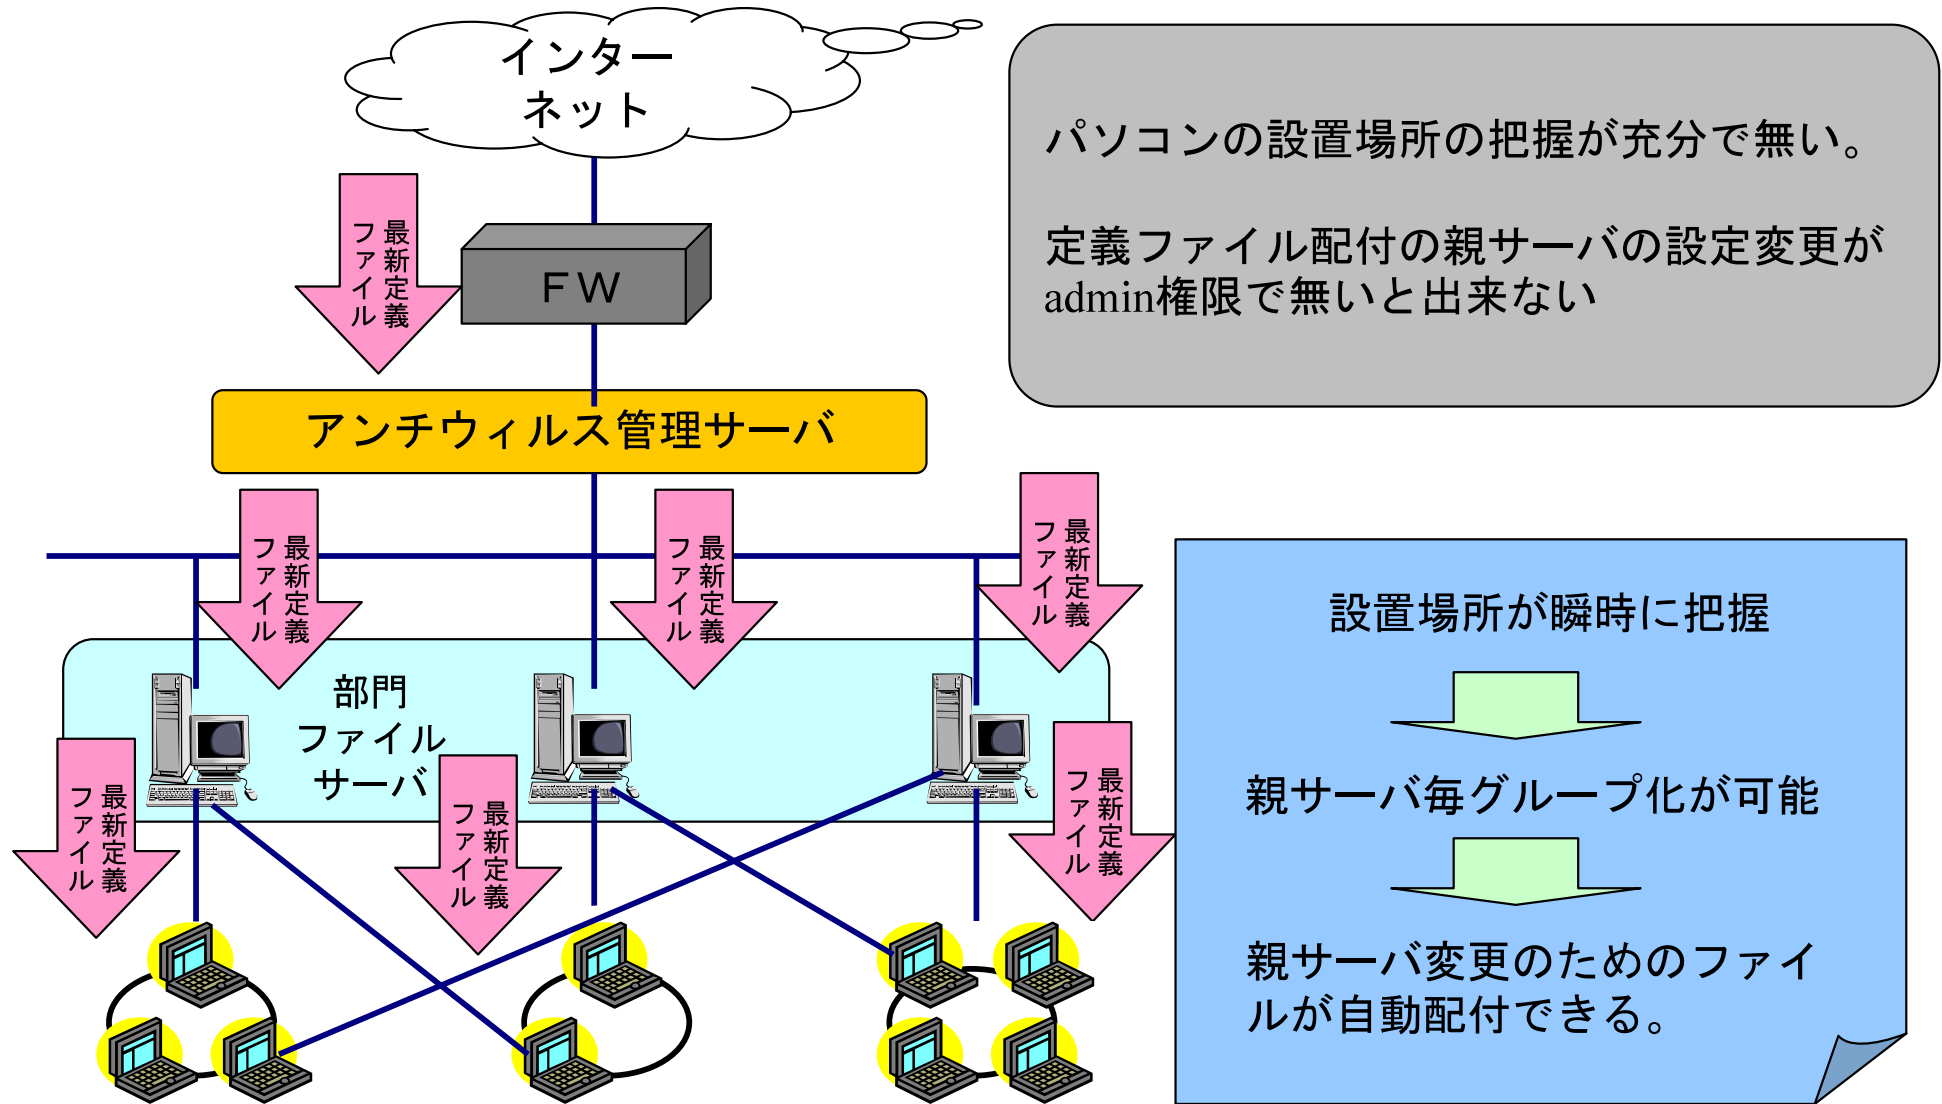 インター
ネット
パソコンの設置場所の把握が充分で無い。
定義ファイル配付の親サーバの設定変更が
admin権限で無いと出来ない
最新定義
ファイル
ＦＷ
アンチウィルス管理サーバ
最新定義
ファイル
最新定義
ファイル
最新定義
ファイル
部門
ファイル
サーバ
最新定義
ファイル
最新定義
ファイル
最新定義
ファイル
設置場所が瞬時に把握
親サーバ毎グループ化が可能
親サーバ変更のためのファイ
ルが自動配付できる。